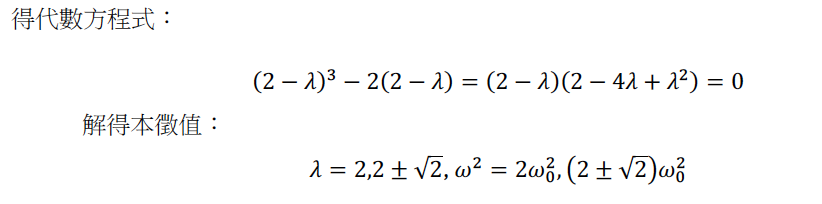 得代數方程式：
(2 − λ)³ − 2(2 − λ) = (2 − λ)(2 − 4λ + λ²) = 0
解得本徵值：
λ = 2,2 ± √2, ω² = 2ω₀², (2 ± √2)ω₀²